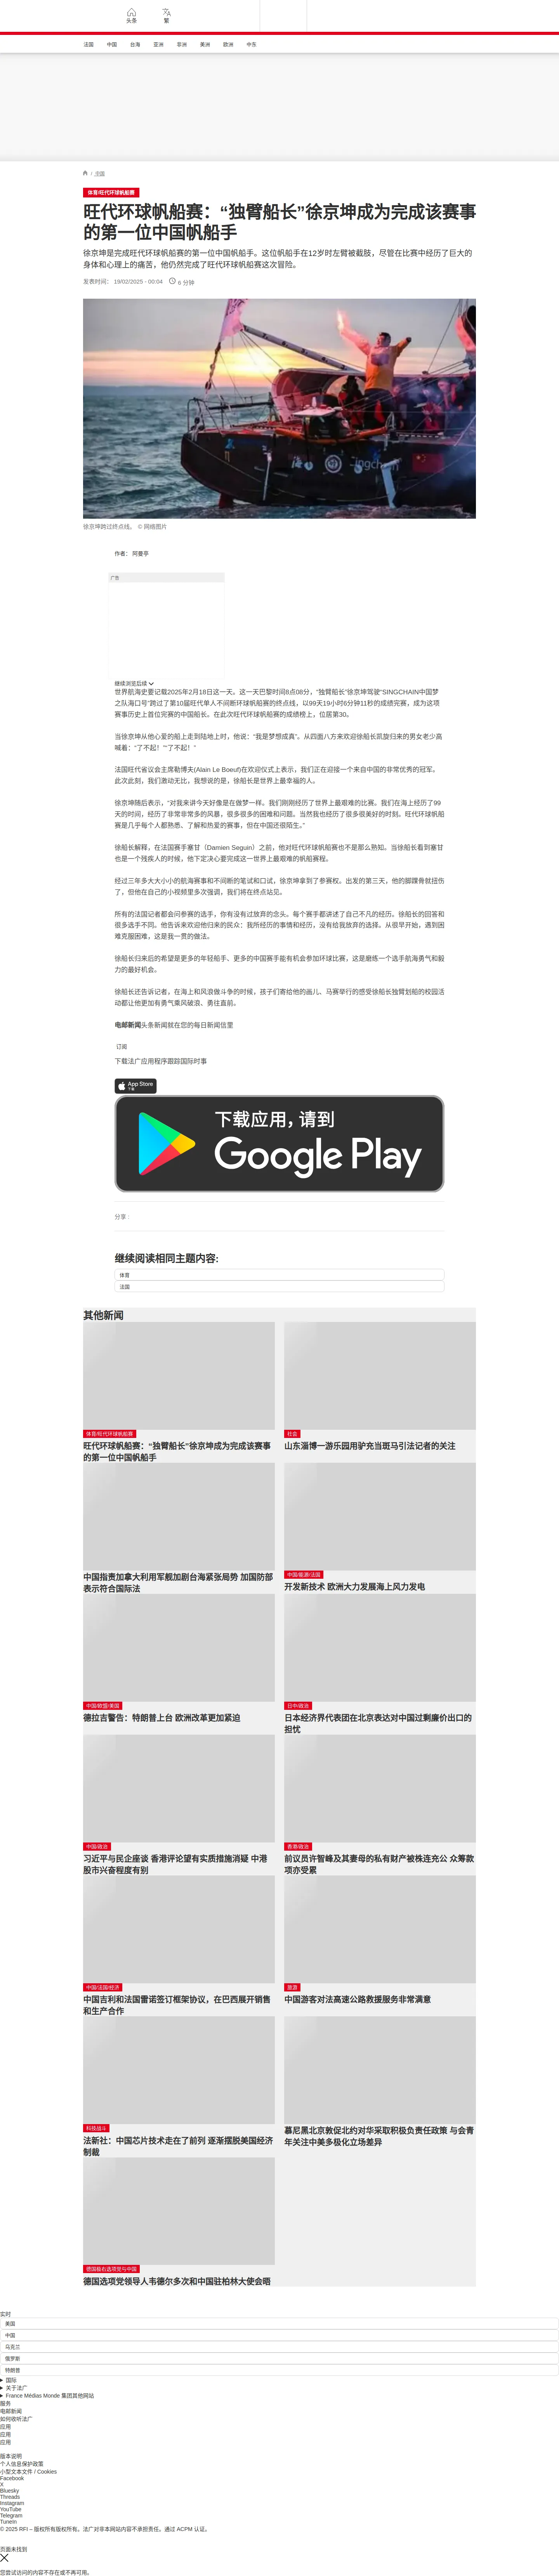 头条
繁
法国
中国
台海
亚洲
非洲
美洲
欧洲
中东
/ 法国
体育/旺代环球帆船赛
旺代环球帆船赛：“独臂船长”徐京坤成为完成该赛事
的第一位中国帆船手
徐京坤是完成旺代环球帆船赛的第一位中国帆船手。这位帆船手在12岁时左臂被截肢，尽管在比赛中经历了巨大的
身体和心理上的痛苦，他仍然完成了旺代环球帆船赛这次冒险。
发表时间： 19/02/2025 - 00:04
6 分钟
徐京坤跨过终点线。 © 网络图片
作者： 阿曼亭
广告
继续浏览后续
世界航海史要记载2025年2月18日这一天。这一天巴黎时间8点08分，“独臂船长”徐京坤驾驶“SINGCHAIN中国梦
之队海口号”跨过了第10届旺代单人不间断环球帆船赛的终点线，以99天19小时6分钟11秒的成绩完赛，成为这项
赛事历史上首位完赛的中国船长。在此次旺代环球帆船赛的成绩榜上，位居第30。
当徐京坤从他心爱的船上走到陆地上时，他说：“我是梦想成真”。从四面八方来欢迎徐船长凯旋归来的男女老少高
喊着：“了不起！”“了不起！”
法国旺代省议会主席勒博夫(Alain Le Boeuf)在欢迎仪式上表示，我们正在迎接一个来自中国的非常优秀的冠军。
此次此刻，我们激动无比，我想说的是，徐船长是世界上最幸福的人。
徐京坤随后表示，“对我来讲今天好像是在做梦一样。我们刚刚经历了世界上最艰难的比赛。我们在海上经历了99
天的时间，经历了非常非常多的风暴，很多很多的困难和问题。当然我也经历了很多很美好的时刻。旺代环球帆船
赛是几乎每个人都熟悉、了解和热爱的赛事，但在中国还很陌生。”
徐船长解释，在法国赛手塞甘（Damien Seguin）之前，他对旺代环球帆船赛也不是那么熟知。当徐船长看到塞甘
也是一个残疾人的时候，他下定决心要完成这一世界上最艰难的帆船赛程。
经过三年多大大小小的航海赛事和不间断的笔试和口试，徐京坤拿到了参赛权。出发的第三天，他的脚踝骨就扭伤
了，但他在自己的小视频里多次强调，我们将在终点站见。
所有的法国记者都会问参赛的选手，你有没有过放弃的念头。每个赛手都讲述了自己不凡的经历。徐船长的回答和
很多选手不同。他告诉来欢迎他归来的民众：我所经历的事情和经历，没有给我放弃的选择。从很早开始，遇到困
难克服困难，这是我一贯的做法。
徐船长归来后的希望是更多的年轻船手、更多的中国赛手能有机会参加环球比赛，这是磨练一个选手航海勇气和毅
力的最好机会。
徐船长还告诉记者，在海上和风浪做斗争的时候，孩子们寄给他的画儿、马赛举行的感受徐船长独臂划船的校园活
动都让他更加有勇气乘风破浪、勇往直前。
电邮新闻头条新闻就在您的每日新闻信里
订阅
下载法广应用程序跟踪国际时事
App Store
下载
下载应用，请到
Google Play
分享 :
继续阅读相同主题内容:
体育
法国
其他新闻
体育/旺代环球帆船赛
旺代环球帆船赛：“独臂船长”徐京坤成为完成该赛事
的第一位中国帆船手
社会
山东淄博一游乐园用驴充当斑马引法记者的关注
中国指责加拿大利用军舰加剧台海紧张局势 加国防部
表示符合国际法
中国/能源/法国
开发新技术 欧洲大力发展海上风力发电
中国/欧盟/美国
德拉吉警告：特朗普上台 欧洲改革更加紧迫
日中/政治
日本经济界代表团在北京表达对中国过剩廉价出口的
担忧
中国/政治
习近平与民企座谈 香港评论望有实质措施消疑 中港
股市兴奋程度有别
香港/政治
前议员许智峰及其妻母的私有财产被株连充公 众筹款
项亦受累
中国/法国/经济
中国吉利和法国雷诺签订框架协议，在巴西展开销售
和生产合作
旅游
中国游客对法高速公路救援服务非常满意
科技战斗
法新社：中国芯片技术走在了前列 逐渐摆脱美国经济
制裁
慕尼黑北京敦促北约对华采取积极负责任政策 与会青
年关注中美多极化立场差异
德国极右选项党与中国
德国选项党领导人韦德尔多次和中国驻柏林大使会晤
实时
美国
中国
乌克兰
俄罗斯
特朗普
国际
关于法广
France Médias Monde 集团其他网站
服务
电邮新闻
如何收听法广
应用
应用
应用
版本说明
个人信息保护政策
小型文本文件 / Cookies
Facebook
X
Bluesky
Threads
Instagram
YouTube
Telegram
TuneIn
© 2025 RFI – 版权所有版权所有。法广对非本网站内容不承担责任。通过 ACPM 认证。
页面未找到
您尝试访问的内容不存在或不再可用。